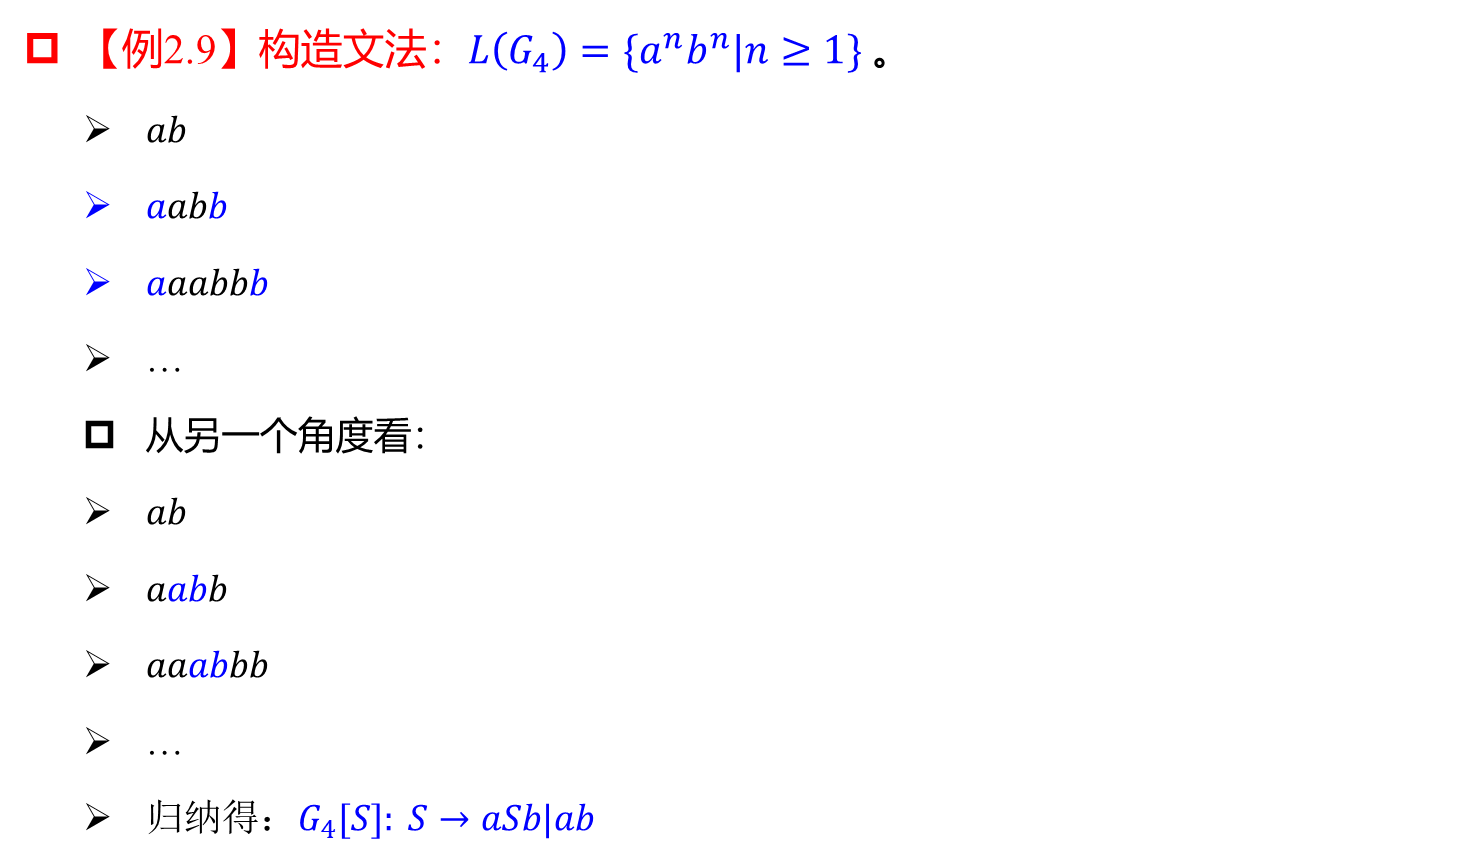 【例2.9】构造文法：L(G₄) = {aⁿbⁿ|n ≥ 1} 。
ab
aabb
aaabbb
…
从另一个角度看：
ab
aabb
aaabbb
…
归纳得：G₄[S]: S → aSb|ab